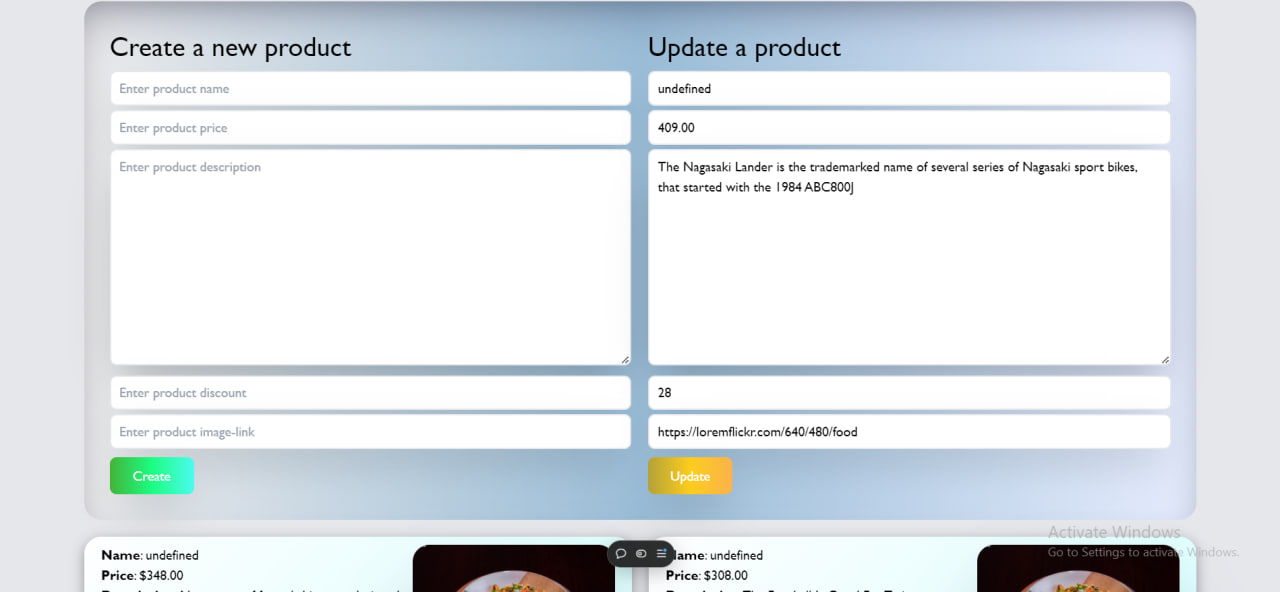 Create a new product
Enter product name
Enter product price
Enter product description
Enter product discount
Enter product image-link
Create
Update a product
undefined
409.00
The Nagasaki Lander is the trademarked name of several series of Nagasaki sport bikes,
that started with the 1984 ABC800J
28
https://loremflickr.com/640/480/food
Update
Name: undefined
Price: $348.00
Name: undefined
Price: $308.00
Activate Windows
Go to Settings to activate Windows.